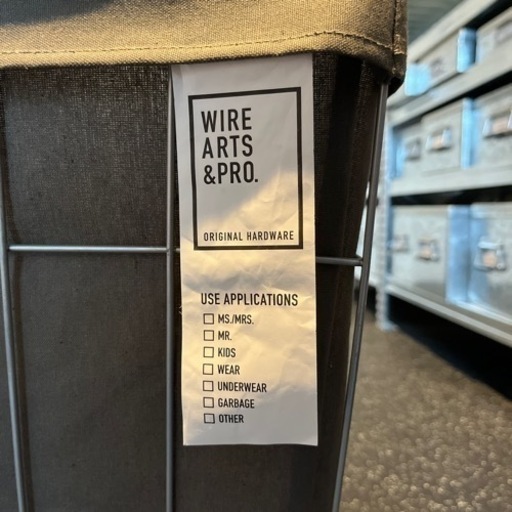 WIRE
ARTS
&PRO.
ORIGINAL HARDWARE
USE APPLICATIONS
MS./MRS.
MR.
KIDS
WEAR
UNDERWEAR
GARBAGE
OTHER